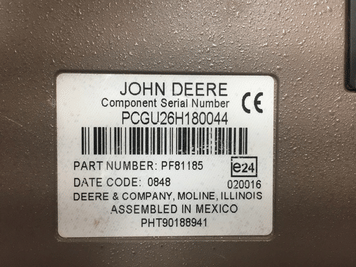 JOHN DEERE
Component Serial Number
CE
PCGU26H180044
PART NUMBER: PF81185
e24
DATE CODE: 0848
020016
DEERE & COMPANY, MOLINE, ILLINOIS
ASSEMBLED IN MEXICO
PHT90188941